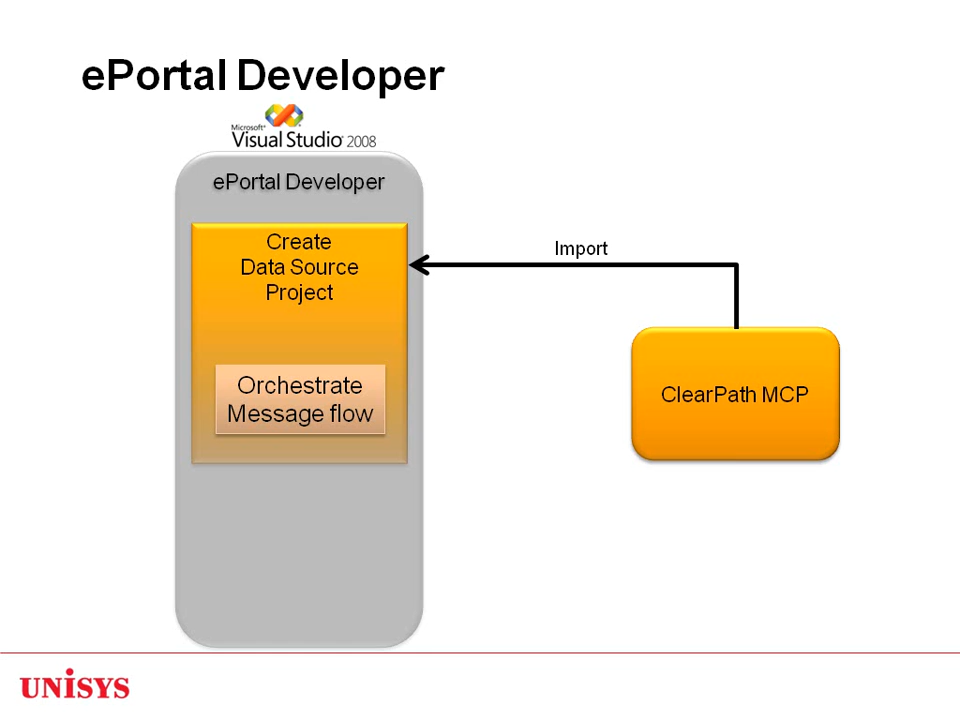 ePortal Developer
Microsoft®
Visual Studio 2008
ePortal Developer
Create
Data Source
Project
Import
Orchestrate
Message flow
ClearPath MCP
UNISYS